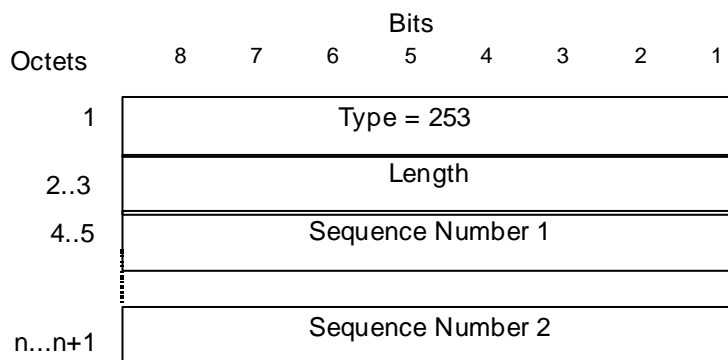 Bits
Octets 8 7 6 5 4 3 2 1
1 Type = 253
2..3 Length
4..5 Sequence Number 1
n...n+1 Sequence Number 2